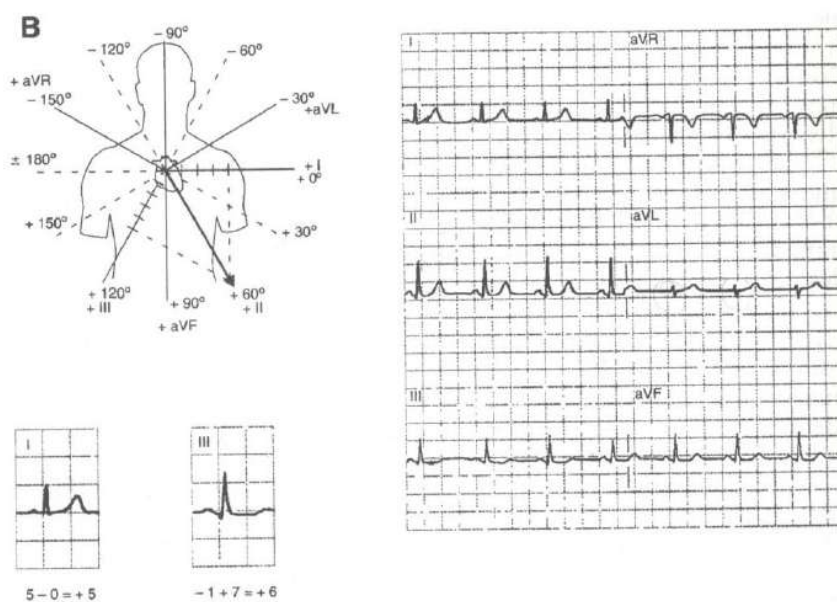 B
– 90°
– 120°
– 60°
+ aVR
– 150°
– 30°
+aVL
± 180°
+ I
+ 0°
+ 150°
+ 30°
+ 120°
+ III
+ 90°
+ aVF
+ 60°
+ II
I
III
5 – 0 = + 5
– 1 + 7 = + 6
I
aVR
II
aVL
III
aVF